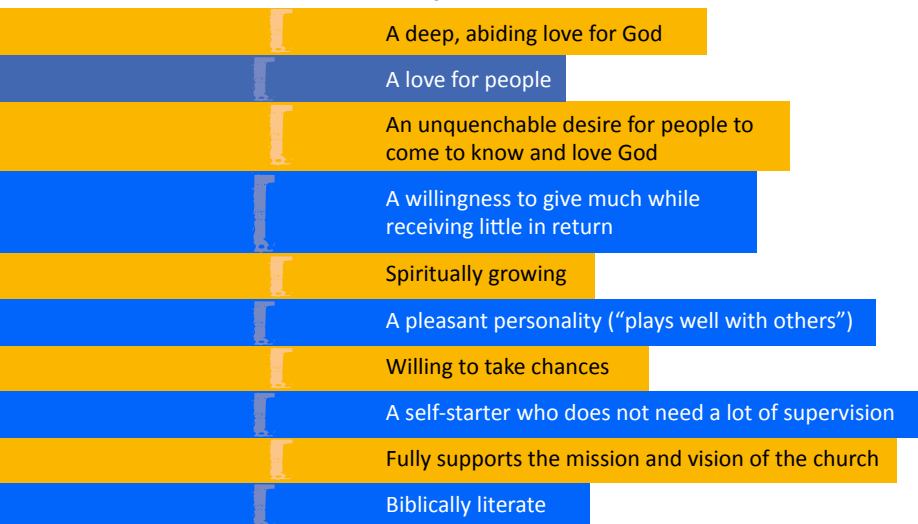 A deep, abiding love for God
A love for people
An unquenchable desire for people to
come to know and love God
A willingness to give much while
receiving little in return
Spiritually growing
A pleasant personality (“plays well with others”)
Willing to take chances
A self-starter who does not need a lot of supervision
Fully supports the mission and vision of the church
Biblically literate